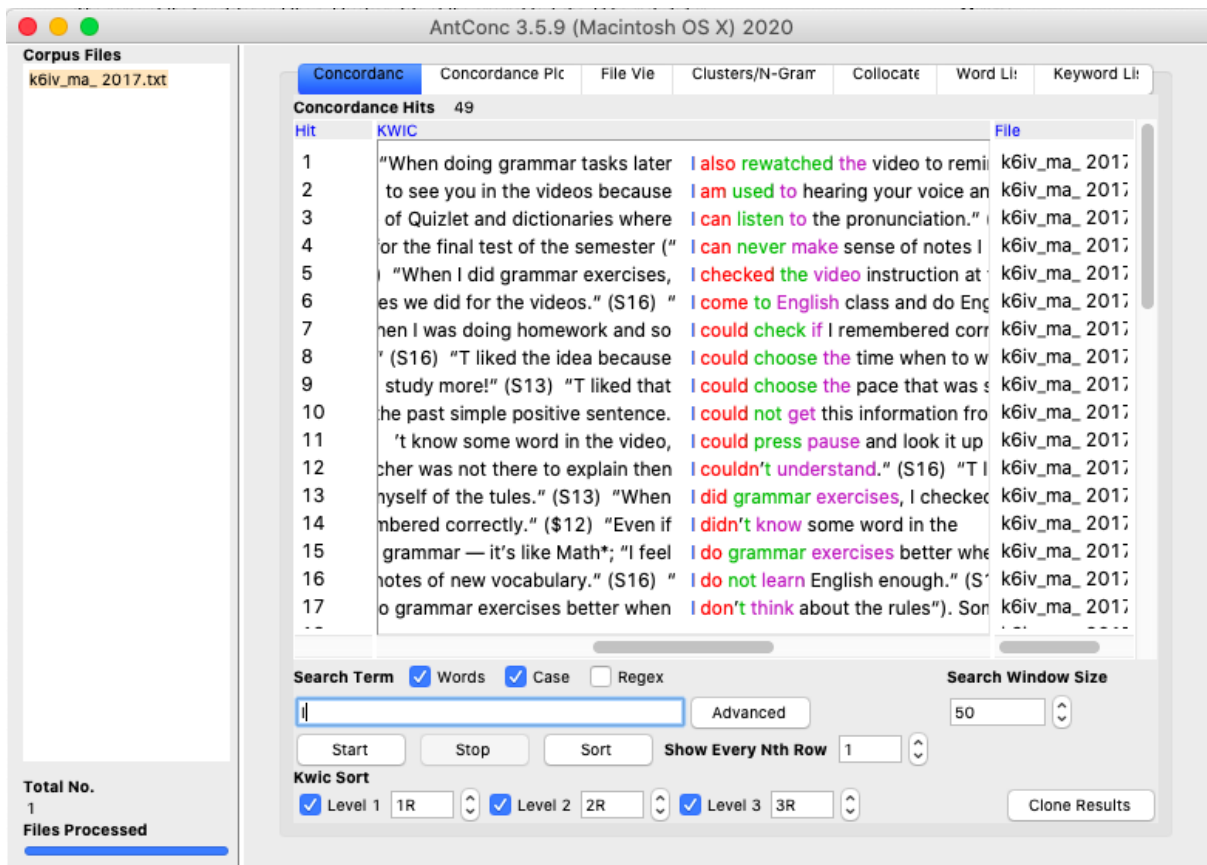 AntConc 3.5.9 (Macintosh OS X) 2020
Corpus Files
k6iv_ma_ 2017.txt
Concordanc Concordance Plc File Vie Clusters/N-Gram Collocate Word Li: Keyword Li:
Concordance Hits 49
Hit KWIC File
1 “When doing grammar tasks later I also rewatched the video to remi k6iv_ma_ 2017
2 to see you in the videos because I am used to hearing your voice an k6iv_ma_ 2017
3 of Quizlet and dictionaries where I can listen to the pronunciation.” ( k6iv_ma_ 2017
4 or the final test of the semester (“ I can never make sense of notes I k6iv_ma_ 2017
5 ) “When I did grammar exercises, I checked the video instruction at k6iv_ma_ 2017
6 es we did for the videos.“ (S16) “ I come to English class and do Eng k6iv_ma_ 2017
7 hen I was doing homework and so I could check if I remembered corr k6iv_ma_ 2017
8 ’ (S16) “T liked the idea because I could choose the time when to w k6iv_ma_ 2017
9 study more!“ (S13) “T liked that I could choose the pace that was s k6iv_ma_ 2017
10 the past simple positive sentence. I could not get this information fro k6iv_ma_ 2017
11 ’t know some word in the video, I could press pause and look it up k6iv_ma_ 2017
12 cher was not there to explain then I couldn’t understand.“ (S16) “T l k6iv_ma_ 2017
13 nyself of the tules.“ (S13) “When I did grammar exercises, I checked k6iv_ma_ 2017
14 mbered correctly.“ ($12) “Even if I didn’t know some word in the k6iv_ma_ 2017
15 grammar — it’s like Math*; “I feel I do grammar exercises better whe k6iv_ma_ 2017
16 notes of new vocabulary.“ (S16) “ I do not learn English enough.“ (S k6iv_ma_ 2017
17 o grammar exercises better when I don’t think about the rules“). Som k6iv_ma_ 2017
Search Term Words Case Regex Search Window Size
I Advanced 50
Start Stop Sort Show Every Nth Row 1
Kwic Sort
Level 1 1R Level 2 2R Level 3 3R Clone Results
Total No.
1
Files Processed